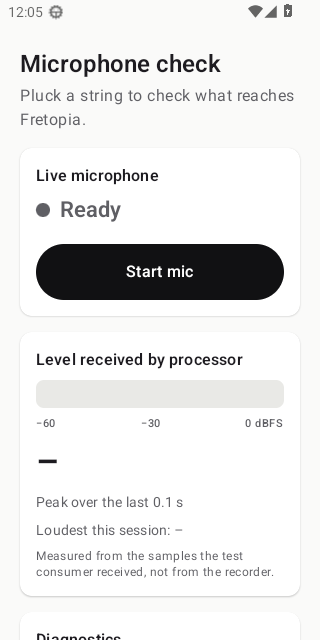 12:05
Microphone check
Pluck a string to check what reaches
Fretopia.
Live microphone
Ready
Start mic
Level received by processor
−60 −30 0 dBFS
–
Peak over the last 0.1 s
Loudest this session: –
Measured from the samples the test
consumer received, not from the recorder.
Diagnostics